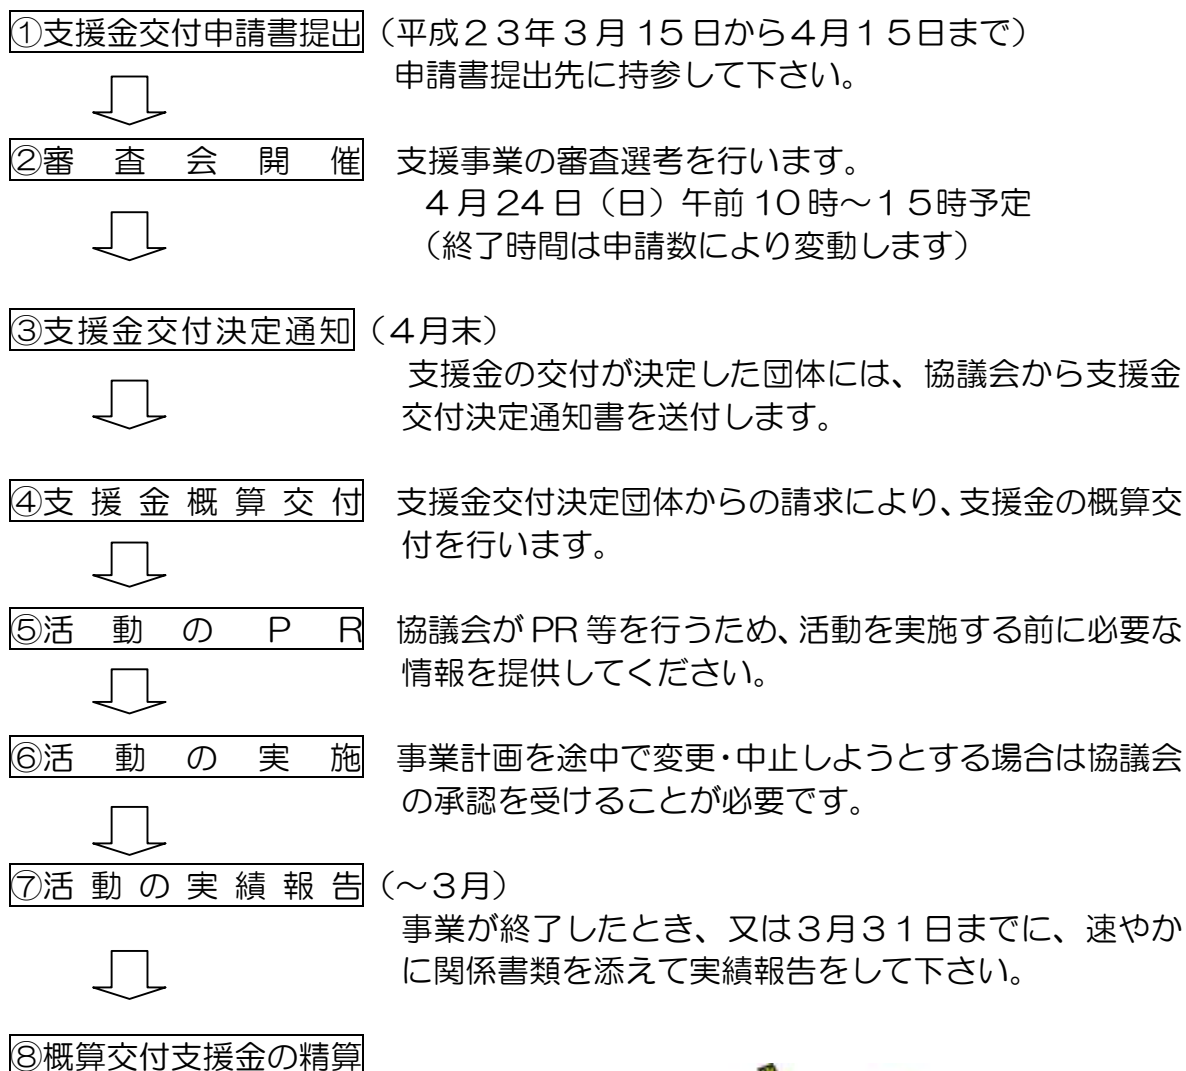 ①支援金交付申請書提出（平成２３年３月15日から４月１５日まで）
申請書提出先に持参して下さい。
②審査会開催　支援事業の審査選考を行います。
４月24日（日）午前10時～１５時予定
（終了時間は申請数により変動します）
③支援金交付決定通知（４月末）
支援金の交付が決定した団体には、協議会から支援金
交付決定通知書を送付します。
④支援金概算交付　支援金交付決定団体からの請求により、支援金の概算交
付を行います。
⑤活動のＰＲ　協議会がPR等を行うため、活動を実施する前に必要な
情報を提供してください。
⑥活動の実施　事業計画を途中で変更・中止しようとする場合は協議会
の承認を受けることが必要です。
⑦活動の実績報告（～３月）
事業が終了したとき、又は３月３１日までに、速やか
に関係書類を添えて実績報告をして下さい。
⑧概算交付支援金の精算